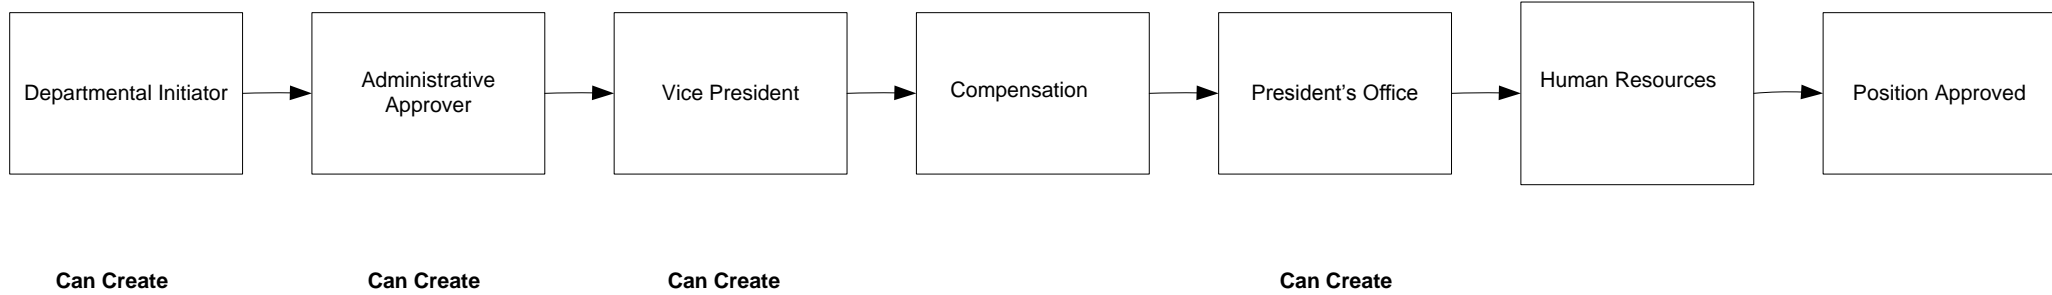 Departmental Initiator
Administrative
Approver
Vice President
Compensation
President’s Office
Human Resources
Position Approved
Can Create
Can Create
Can Create
Can Create